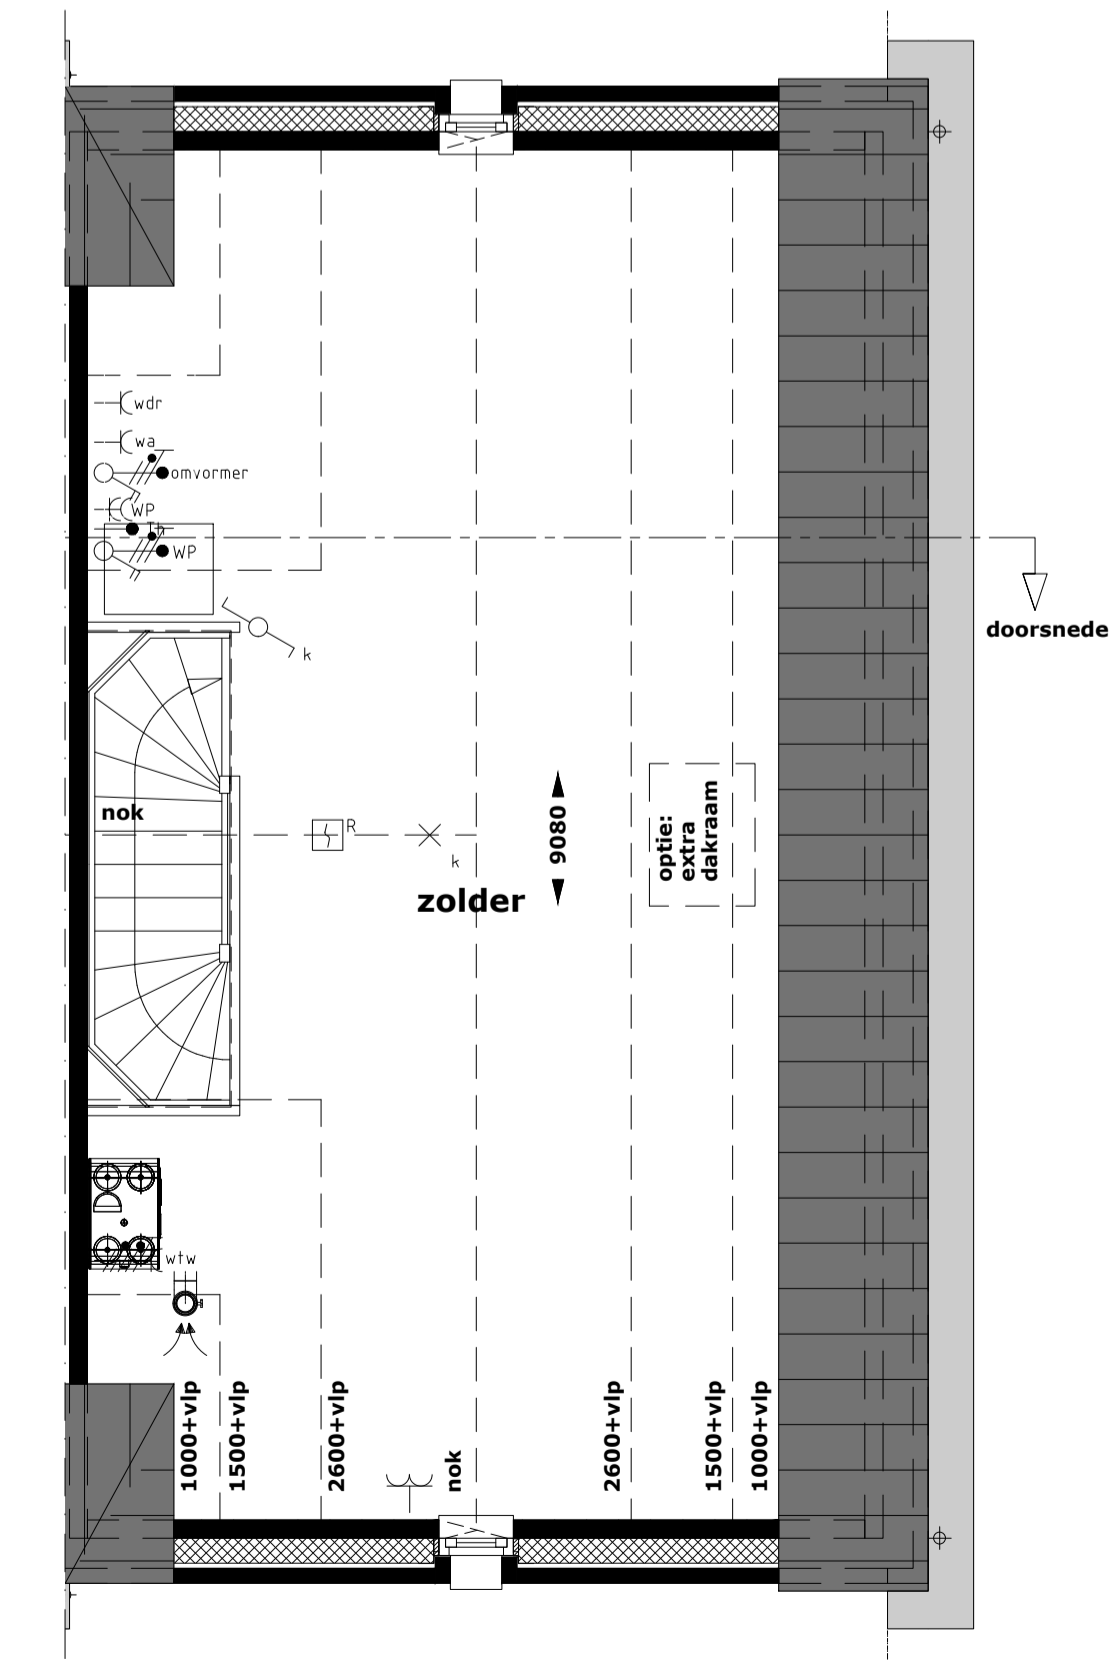 wdr
wa
omvormer
WP
Th
WP
k
doorsnede
nok
R
k
9080
optie:
extra
dakraam
zolder
wtw
1000+vlp
1500+vlp
2600+vlp
nok
2600+vlp
1500+vlp
1000+vlp